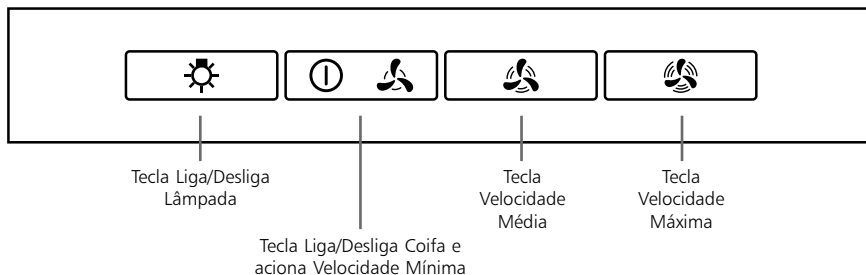 Tecla Liga/Desliga
Lâmpada
Tecla Liga/Desliga Coifa e
aciona Velocidade Mínima
Tecla
Velocidade
Média
Tecla
Velocidade
Máxima